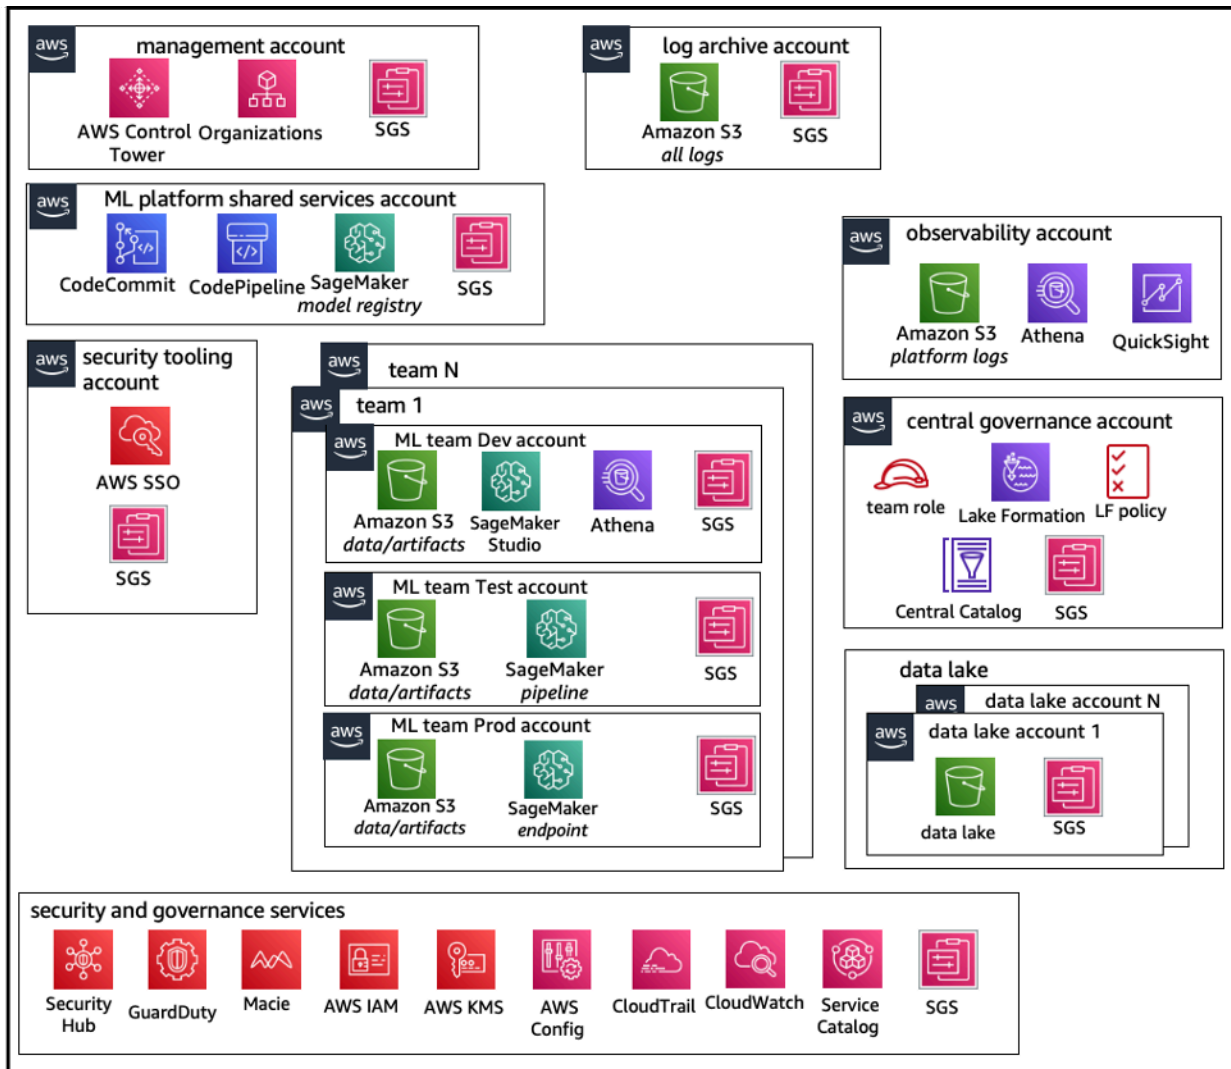 aws
management account
AWS Control
Tower
Organizations
SGS
aws
log archive account
Amazon S3
all logs
SGS
aws
ML platform shared services account
CodeCommit
CodePipeline
SageMaker
model registry
SGS
aws
observability account
Amazon S3
platform logs
Athena
QuickSight
aws
security tooling
account
AWS SSO
SGS
aws
team N
aws
team 1
aws
ML team Dev account
Amazon S3
data/artifacts
SageMaker
Studio
Athena
SGS
aws
ML team Test account
Amazon S3
data/artifacts
SageMaker
pipeline
SGS
aws
ML team Prod account
Amazon S3
data/artifacts
SageMaker
endpoint
SGS
aws
central governance account
team role
Lake Formation
LF policy
Central Catalog
SGS
data lake
aws
data lake account N
aws
data lake account 1
data lake
SGS
security and governance services
Security
Hub
GuardDuty
Macie
AWS IAM
AWS KMS
AWS
Config
CloudTrail
CloudWatch
Service
Catalog
SGS